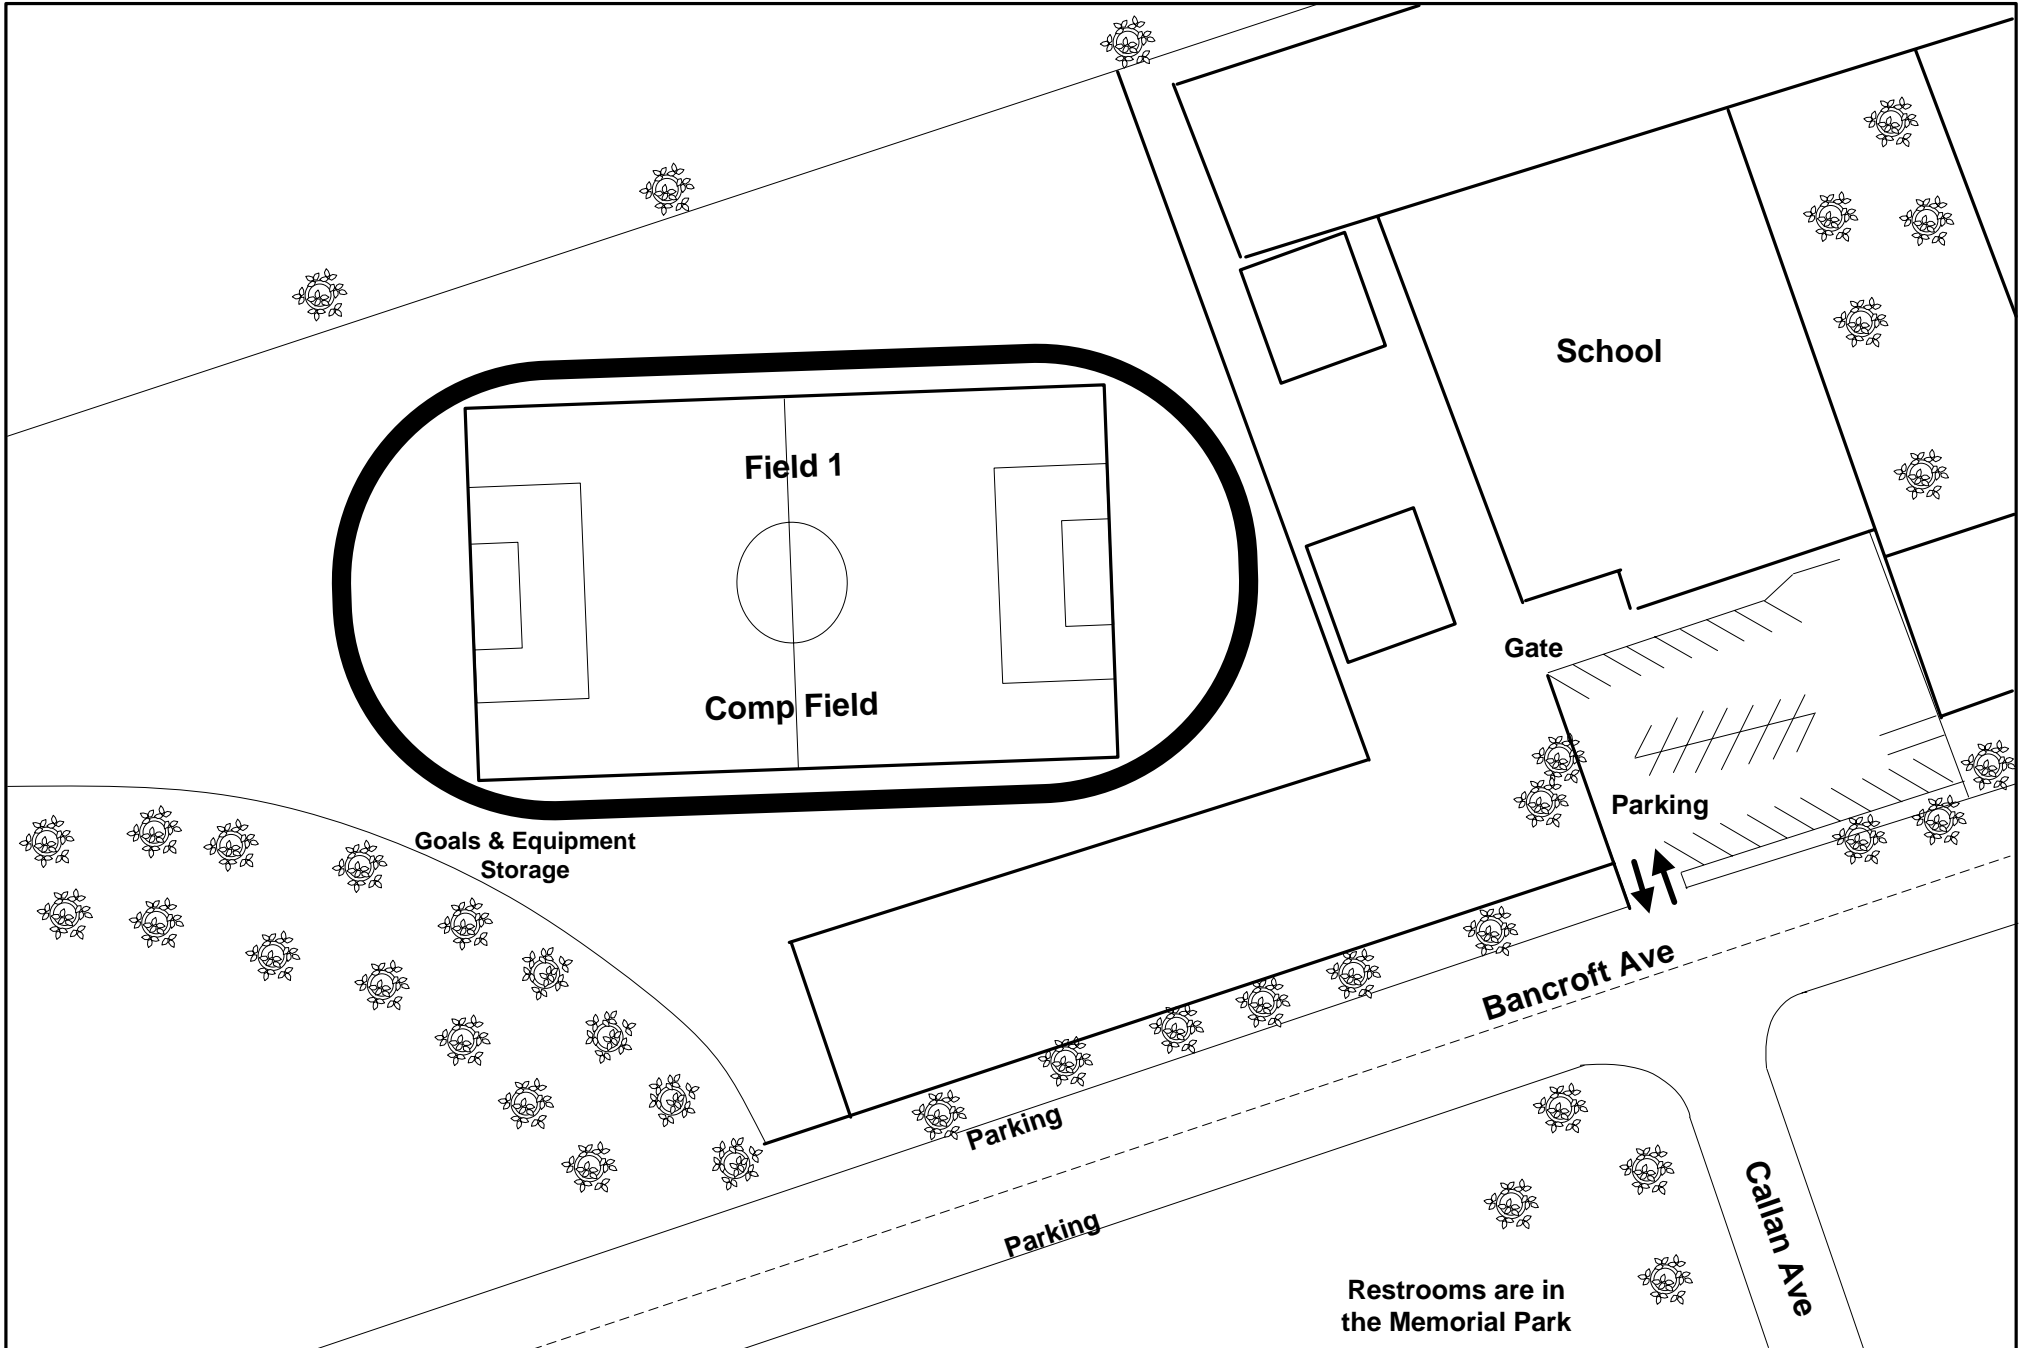 School
Field 1
Gate
Comp Field
Parking
Goals & Equipment
Storage
Bancroft Ave
Parking
Parking
Callan Ave
Restrooms are in
the Memorial Park